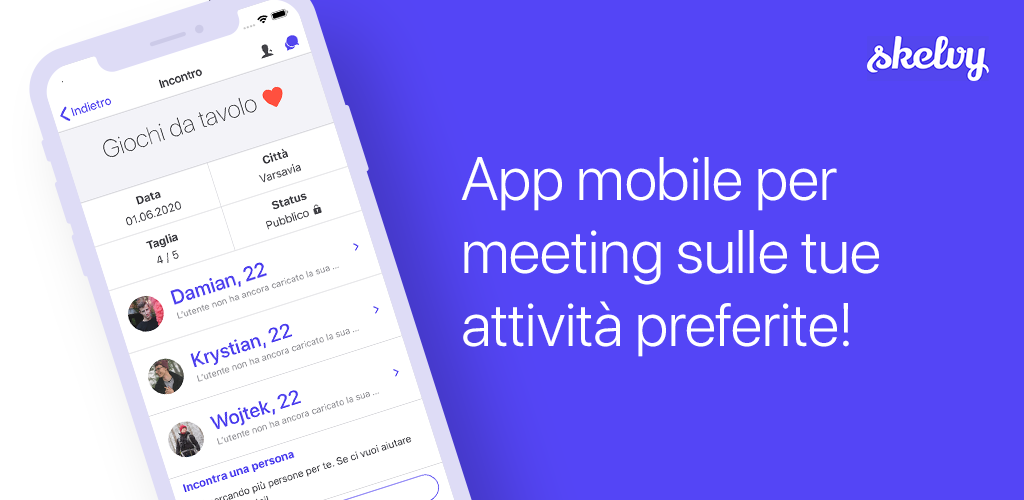 Incontro
Indietro
Giochi da tavolo ❤️
Data
01.06.2020
Città
Varsavia
Taglia
4 / 5
Status
Pubblico
Damian, 22
L'utente non ha ancora caricato la sua ...
Krystian, 22
L'utente non ha ancora caricato la sua ...
Wojtek, 22
L'utente non ha ancora caricato la sua ...
Incontra una persona
più persone per te. Se ci vuoi aiutare
skelvy
App mobile per
meeting sulle tue
attività preferite!